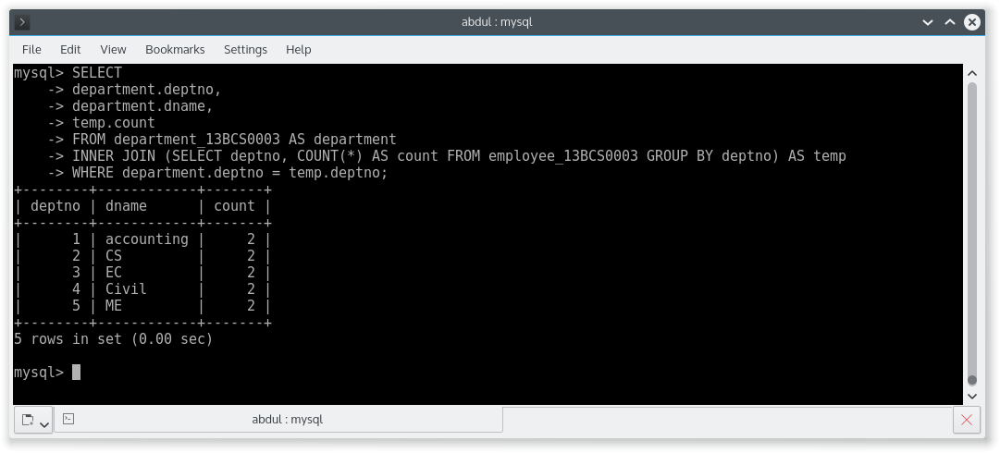 abdul : mysql
File Edit View Bookmarks Settings Help
mysql> SELECT
    -> department.deptno,
    -> department.dname,
    -> temp.count
    -> FROM department_13BCS0003 AS department
    -> INNER JOIN (SELECT deptno, COUNT(*) AS count FROM employee_13BCS0003 GROUP BY deptno) AS temp
    -> WHERE department.deptno = temp.deptno;
+--------+------------+-------+
| deptno | dname      | count |
+--------+------------+-------+
|      1 | accounting |     2 |
|      2 | CS         |     2 |
|      3 | EC         |     2 |
|      4 | Civil      |     2 |
|      5 | ME         |     2 |
+--------+------------+-------+
5 rows in set (0.00 sec)
mysql>
abdul : mysql